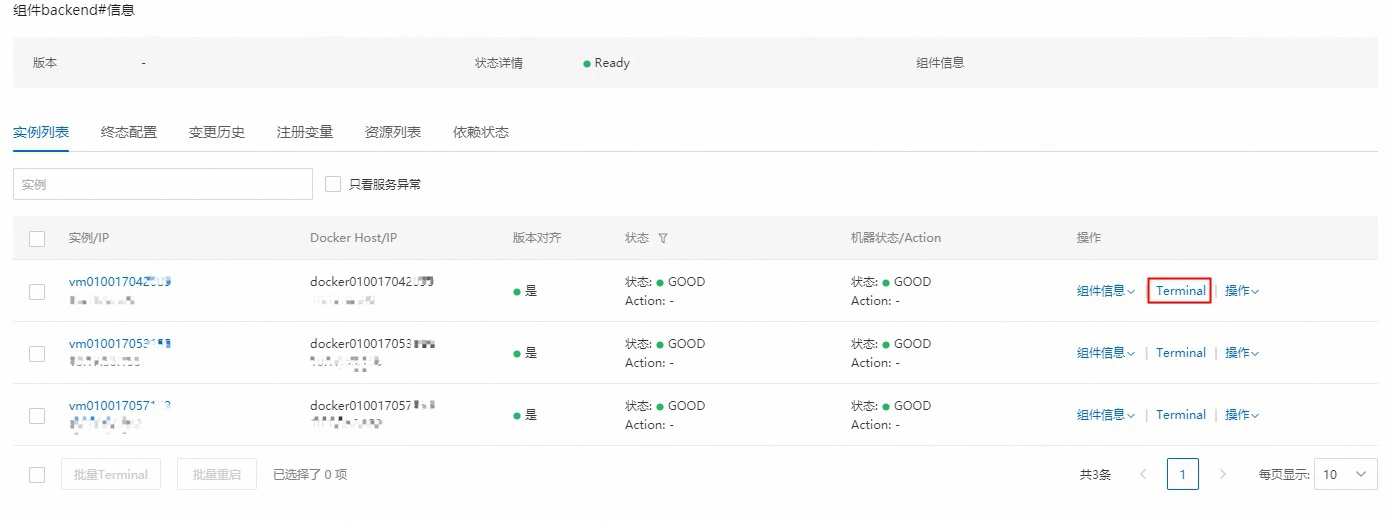 组件backend#信息
版本 - 状态详情 Ready 组件信息
实例列表 终态配置 变更历史 注册变量 资源列表 依赖状态
实例 只看服务异常
实例/IP Docker Host/IP 版本对齐 状态 机器状态/Action 操作
vm010017042 docker010017042 是 状态: GOOD 状态: GOOD 组件信息 | Terminal | 操作
Action: - Action: -
vm010017053 docker010017053 是 状态: GOOD 状态: GOOD 组件信息 | Terminal | 操作
Action: - Action: -
vm010017057 docker010017057 是 状态: GOOD 状态: GOOD 组件信息 | Terminal | 操作
Action: - Action: -
批量Terminal 批量重启 已选择了 0 项 共3条 1 每页显示: 10